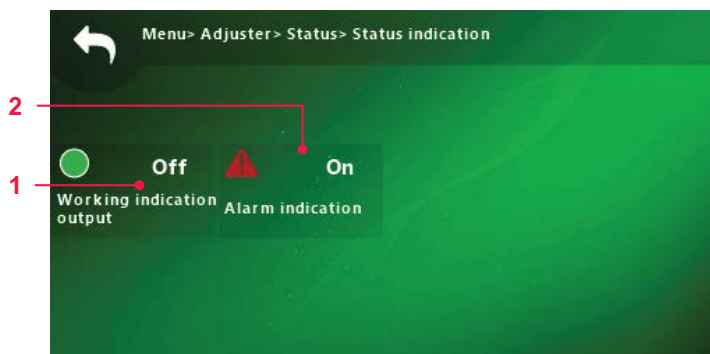 Menu> Adjuster> Status> Status indication
2
Off
On
1
Working indication
output
Alarm indication